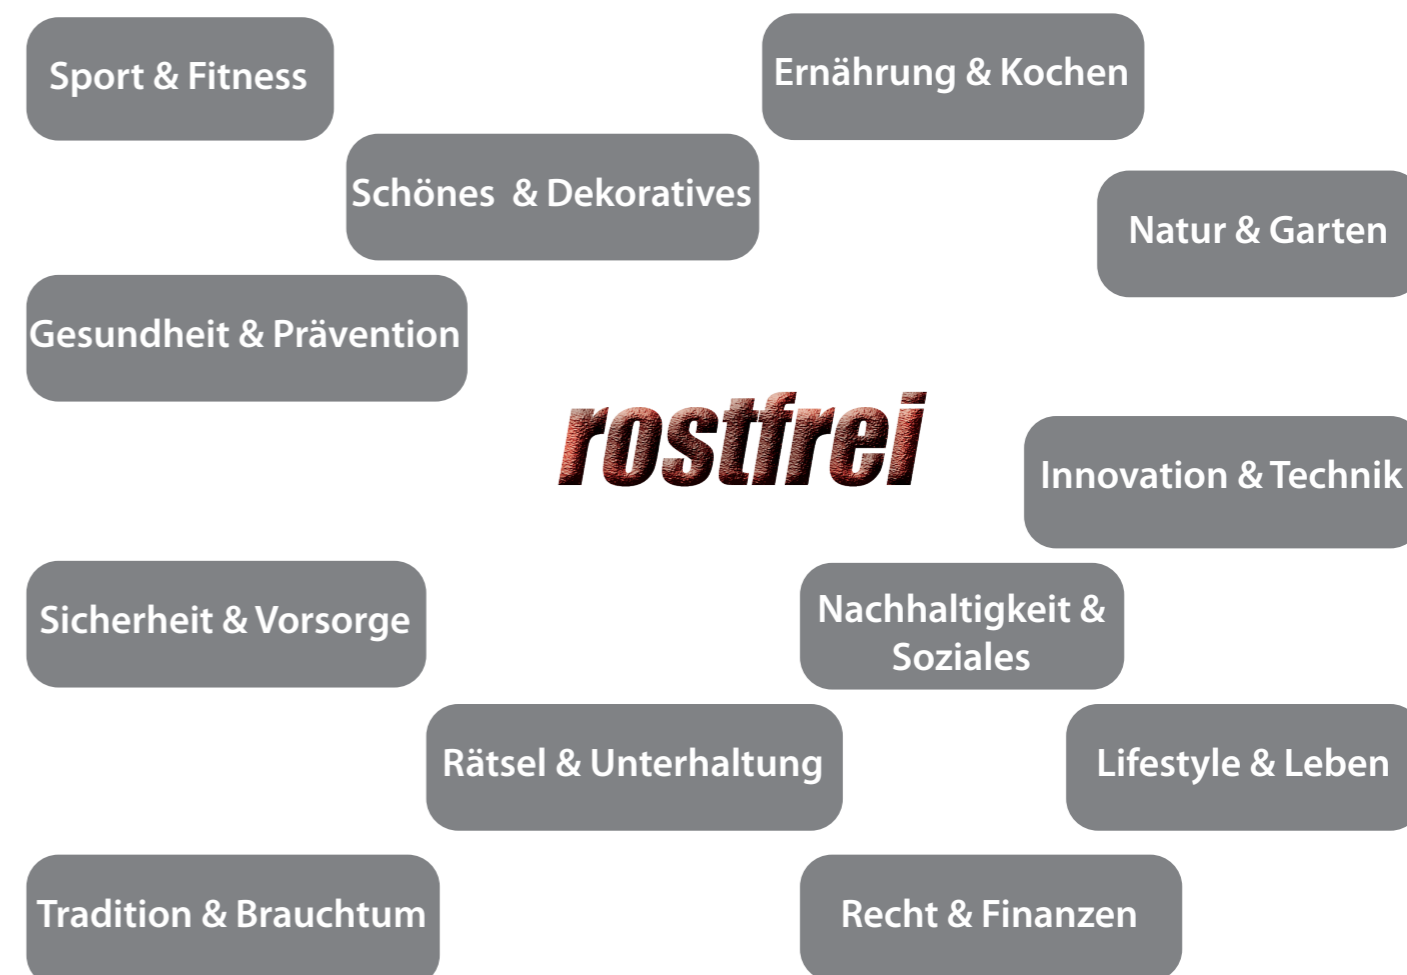 Sport & Fitness
Ernährung & Kochen
Schönes & Dekoratives
Natur & Garten
Gesundheit & Prävention
rostfrei
Innovation & Technik
Sicherheit & Vorsorge
Nachhaltigkeit &
Soziales
Rätsel & Unterhaltung
Lifestyle & Leben
Tradition & Brauchtum
Recht & Finanzen